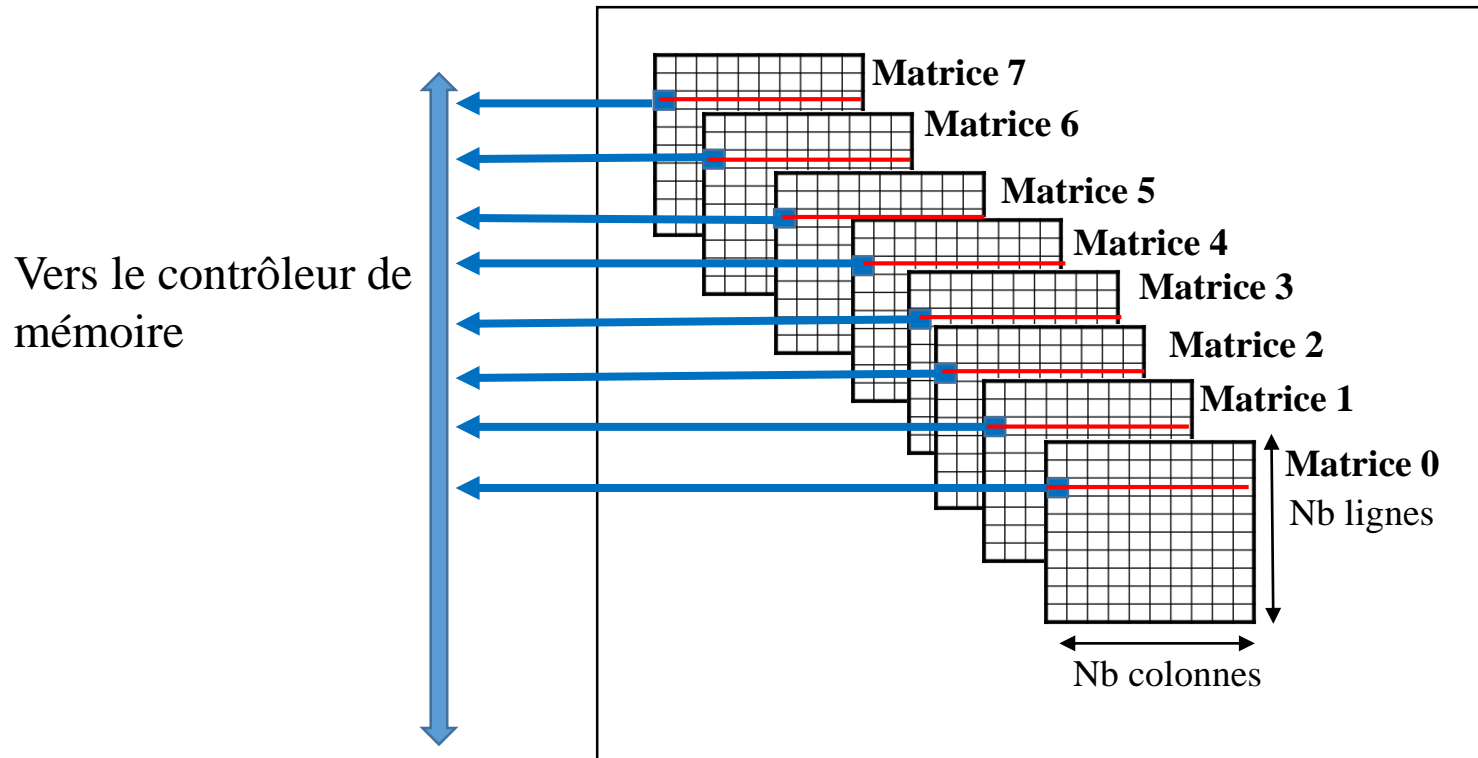 Matrice 7
Matrice 6
Matrice 5
Matrice 4
Vers le contrôleur de
mémoire
Matrice 3
Matrice 2
Matrice 1
Matrice 0
Nb lignes
Nb colonnes